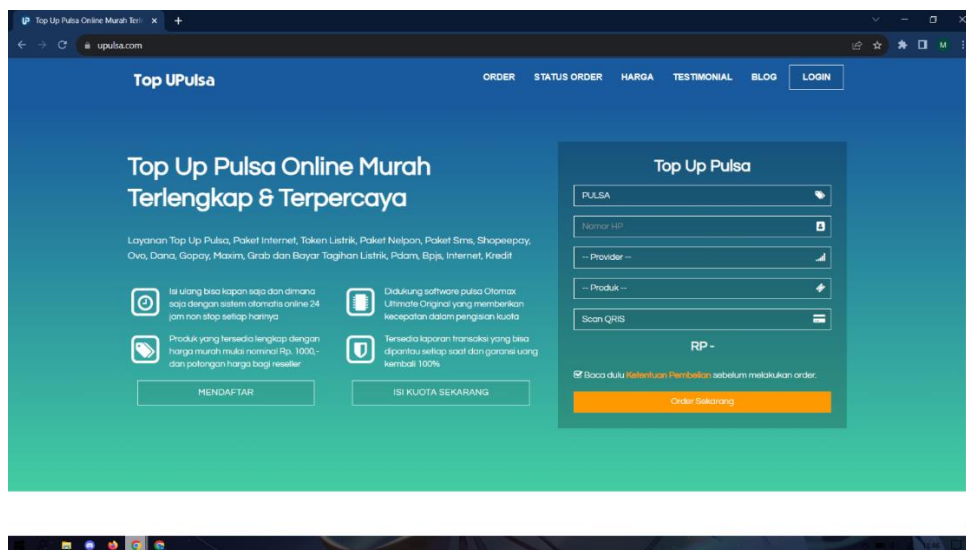 Top Up Pulsa Online Murah Ter
upulsa.com
M
Top UPulsa
ORDER STATUS ORDER HARGA TESTIMONIAL BLOG LOGIN
Top Up Pulsa Online Murah
Terlengkap & Terpercaya
Layanan Top Up Pulsa, Paket Internet, Token Listrik, Paket Nelpon, Paket Sms, Shopeepay,
Ovo, Dana, Gopay, Maxim, Grab dan Bayar Tagihan Listrik, Pdam, Bpjs, Internet, Kredit
Isi ulang bisa kapan saja dan dimana
saja dengan sistem otomatis online 24
jam non stop setiap harinya
Didukung software pulsa Otomax
Ultimate Original yang memberikan
kecepatan dalam pengisian kuota
Produk yang tersedia lengkap dengan
harga murah mulai nominal Rp. 1000,-
dan potongan harga bagi reseller
Tersedia laporan transaksi yang bisa
dipantau setiap saat dan garansi uang
kembali 100%
MENDAFTAR
ISI KUOTA SEKARANG
Top Up Pulsa
PULSA
Nomor HP
-- Provider --
-- Produk --
Scan QRIS
RP -
Baca dulu Ketentuan Pembelian sebelum melakukan order.
Order Sekarang